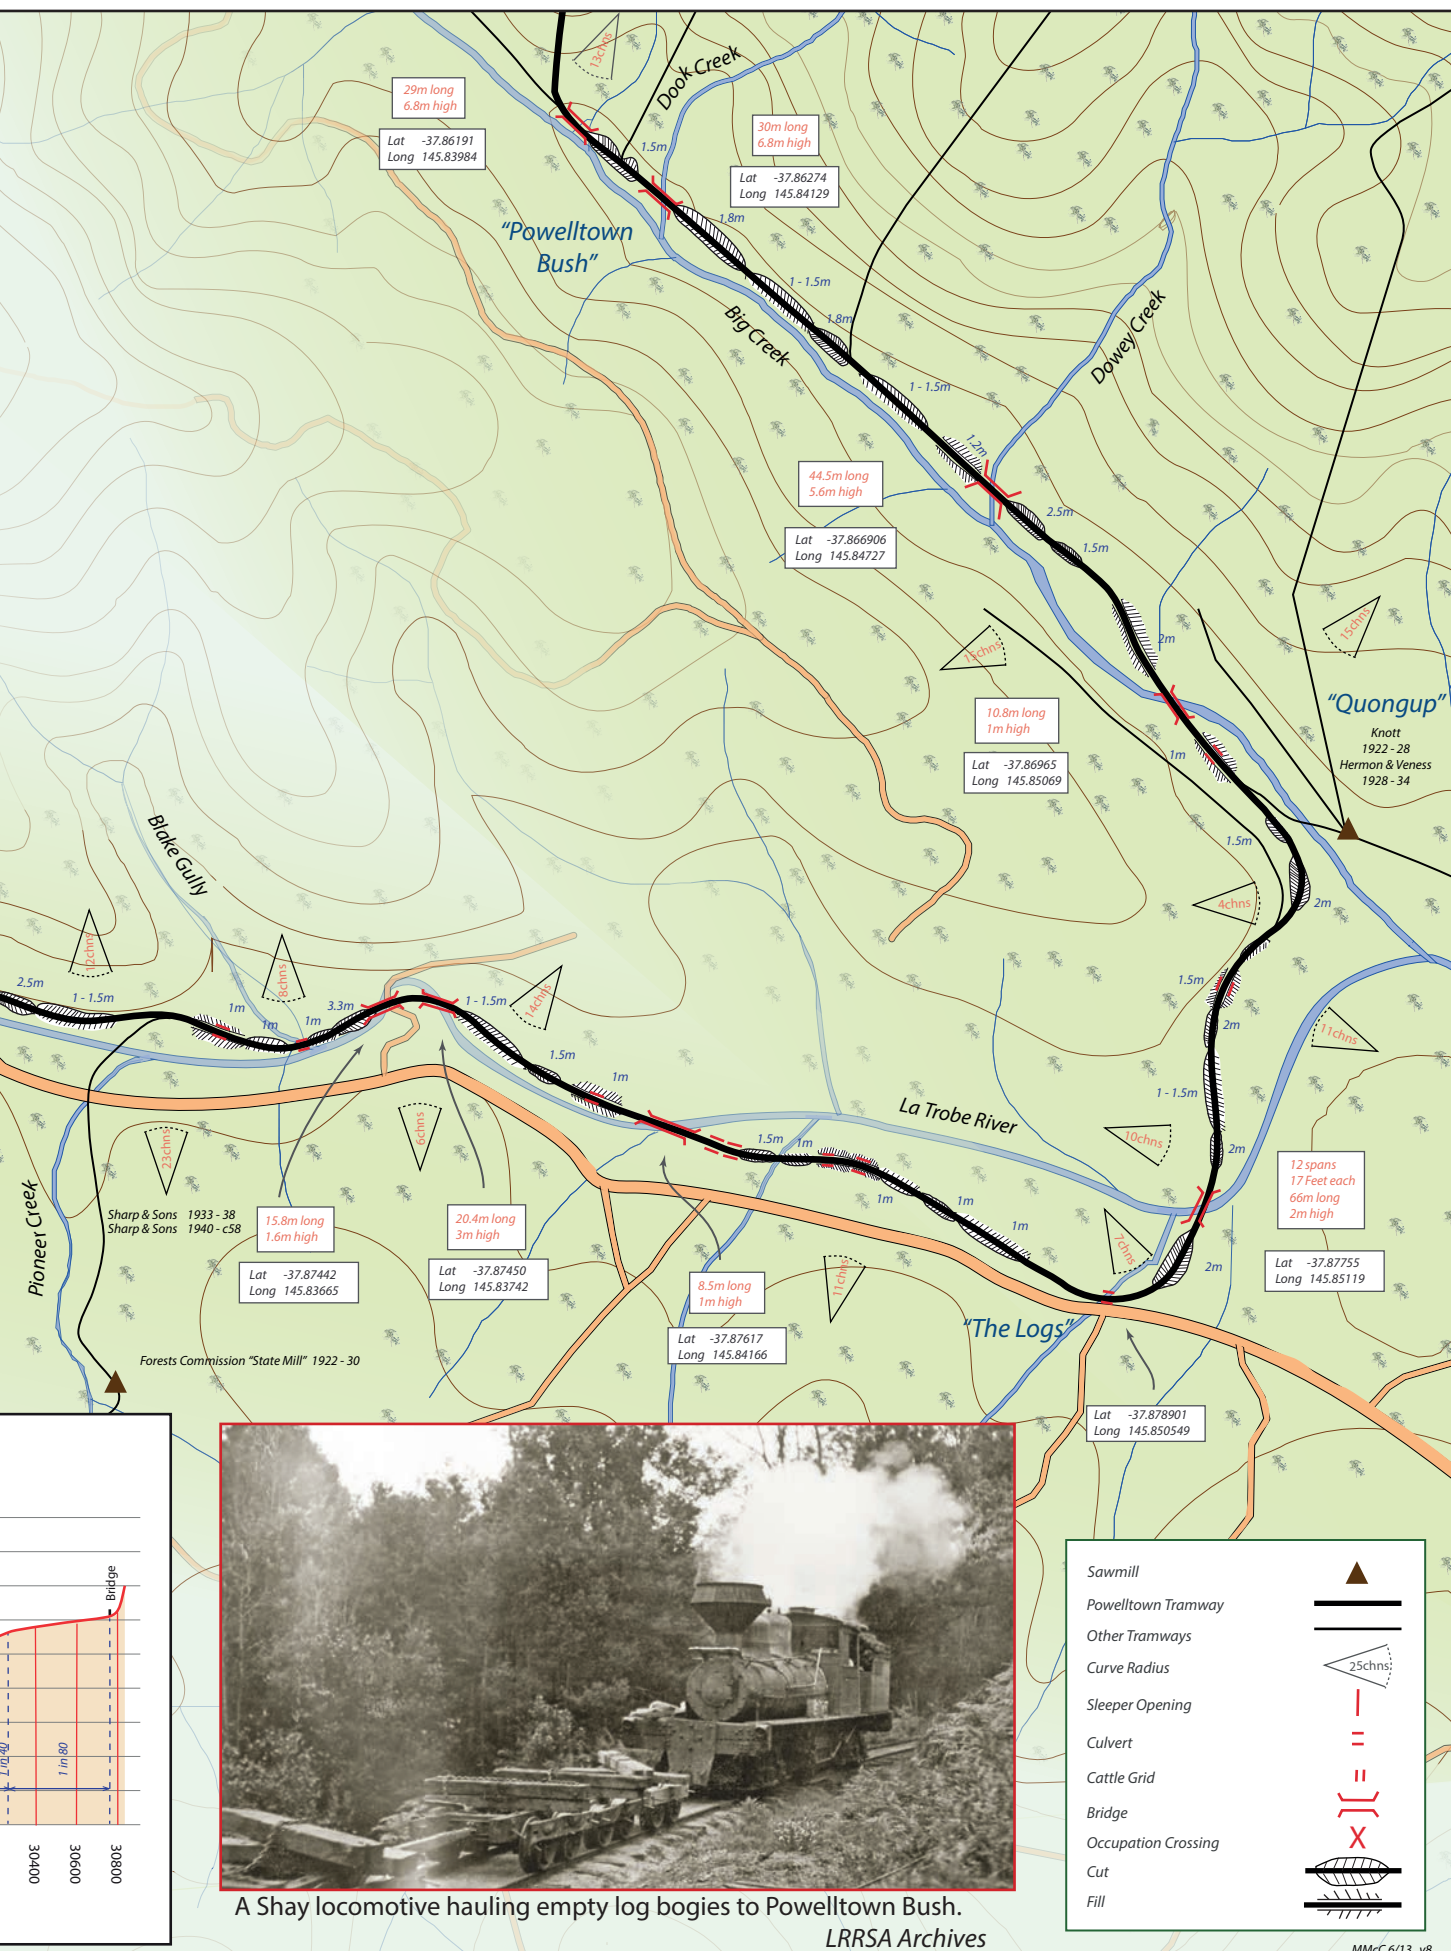 13chns
Dook Creek
29m long
6.8m high
Lat -37.86191
Long 145.83984
1.5m
30m long
6.8m high
Lat -37.86274
Long 145.84129
"Powelltown
Bush"
1.8m
1 - 1.5m
1.8m
Big Creek
Dowey Creek
1 - 1.5m
1.2m
44.5m long
5.6m high
2.5m
1.5m
Lat -37.866906
Long 145.84727
15chns
15chns
2m
"Quongup"
Knott
1922 - 28
Hermon & Veness
1928 - 34
10.8m long
1m high
1m
Lat -37.86965
Long 145.85069
1.5m
Blake Gully
4chns
2m
12chns
8chns
14chns
2.5m
1 - 1.5m
1m
1m
1m
3.3m
1 - 1.5m
1.5m
2m
11chns
1.5m
1m
1 - 1.5m
La Trobe River
6chns
23chns
10chns
1.5m
1m
2m
1m
1m
1m
12 spans
17 Feet each
66m long
2m high
Pioneer Creek
Sharp & Sons 1933 - 38
Sharp & Sons 1940 - c58
15.8m long
1.6m high
20.4m long
3m high
7chns
2m
Lat -37.87442
Long 145.83665
Lat -37.87450
Long 145.83742
8.5m long
1m high
11chns
Lat -37.87755
Long 145.85119
"The Logs"
Lat -37.87617
Long 145.84166
Forests Commission "State Mill" 1922 - 30
Lat -37.878901
Long 145.850549
Bridge
1 in 40
1 in 80
30400
30600
30800
Sawmill
Powelltown Tramway
Other Tramways
Curve Radius
25chns
Sleeper Opening
Culvert
Cattle Grid
Bridge
Occupation Crossing
Cut
Fill
A Shay locomotive hauling empty log bogies to Powelltown Bush.
LRRSA Archives
MMcC 6/13 v8